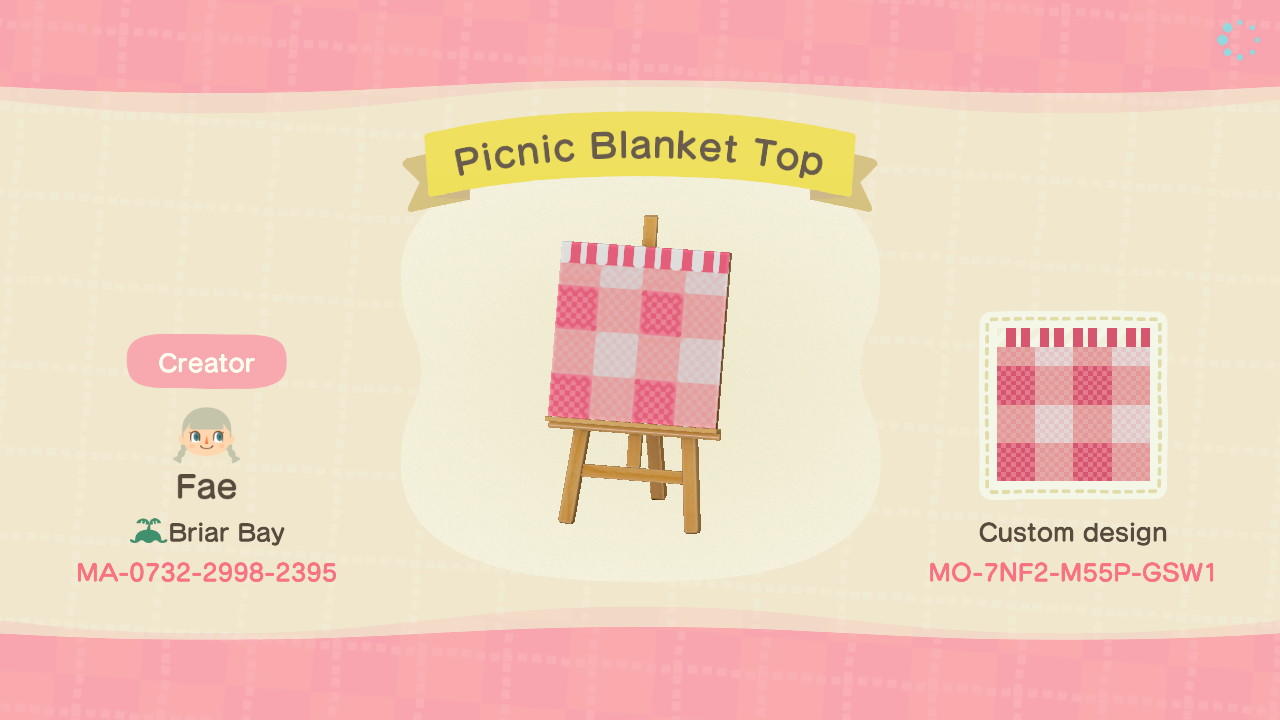 Picnic Blanket Top
Creator
Fae
Briar Bay
MA-0732-2998-2395
Custom design
MO-7NF2-M55P-GSW1